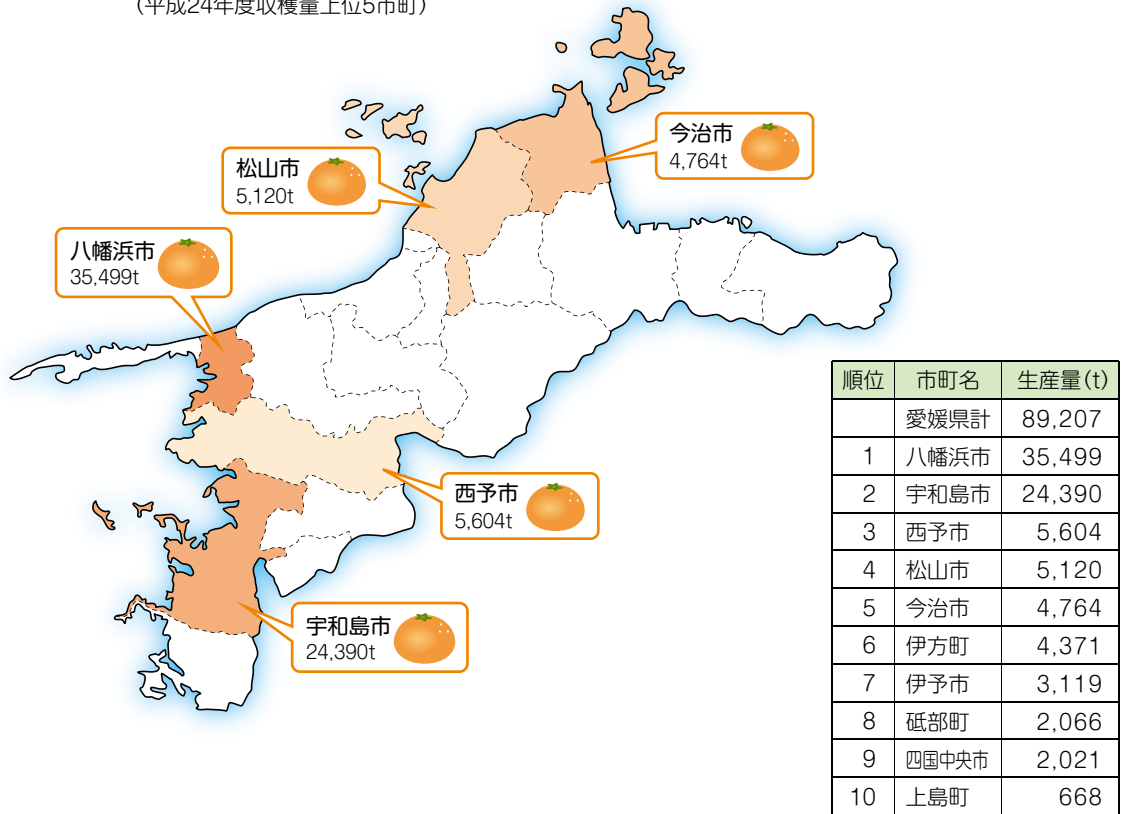 (平成24年度収穫量上位5市町)
今治市
4,764t
松山市
5,120t
八幡浜市
35,499t
西予市
5,604t
宇和島市
24,390t
順位 市町名 生産量(t)
愛媛県計 89,207
1 八幡浜市 35,499
2 宇和島市 24,390
3 西予市 5,604
4 松山市 5,120
5 今治市 4,764
6 伊方町 4,371
7 伊予市 3,119
8 砥部町 2,066
9 四国中央市 2,021
10 上島町 668